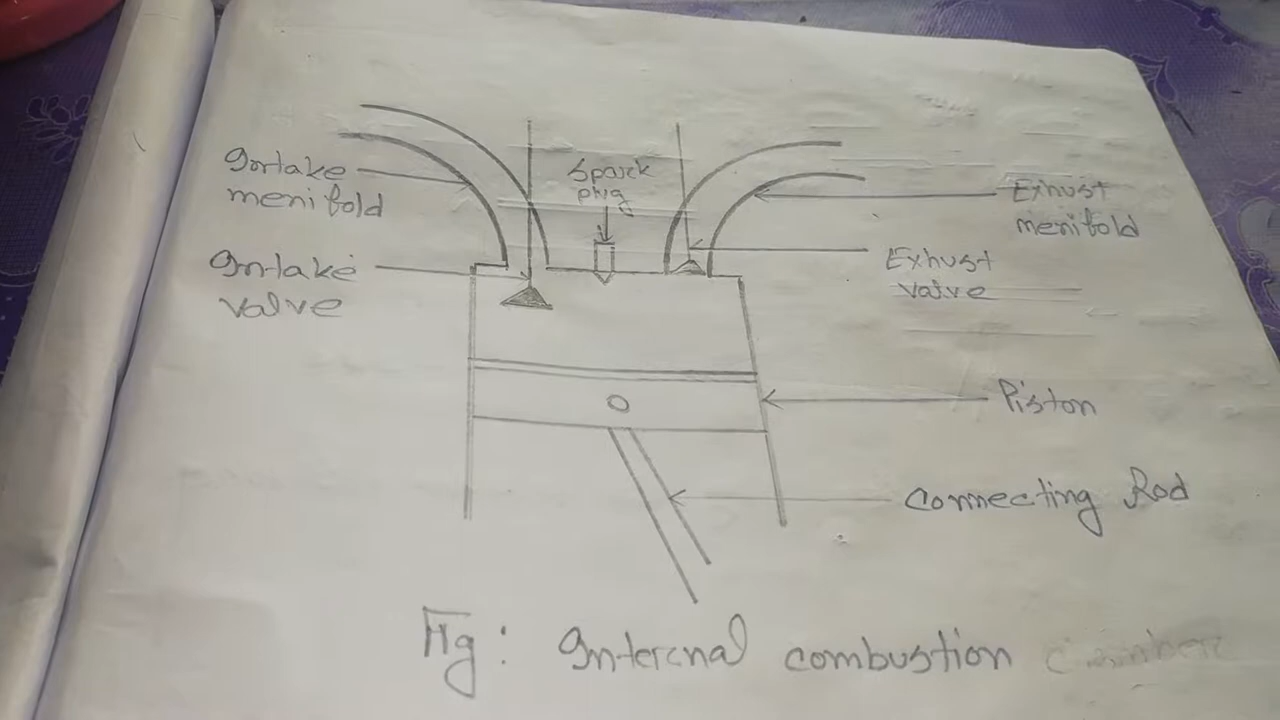 Intake
menifold
Spark
plug
Exhust
menifold
Intake
valve
Exhust
valve
Piston
Connecting Rod
Fig: Internal combustion